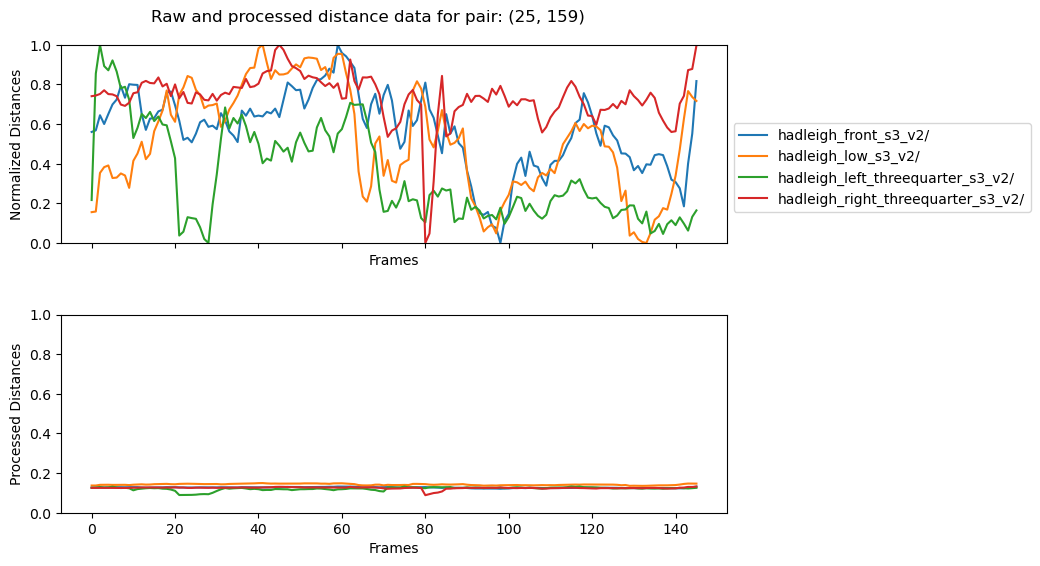 Raw and processed distance data for pair: (25, 159)
Normalized Distances
1.0
0.8
0.6
0.4
0.2
0.0
Frames
hadleigh_front_s3_v2/
hadleigh_low_s3_v2/
hadleigh_left_threequarter_s3_v2/
hadleigh_right_threequarter_s3_v2/
Processed Distances
1.0
0.8
0.6
0.4
0.2
0.0
0 20 40 60 80 100 120 140
Frames